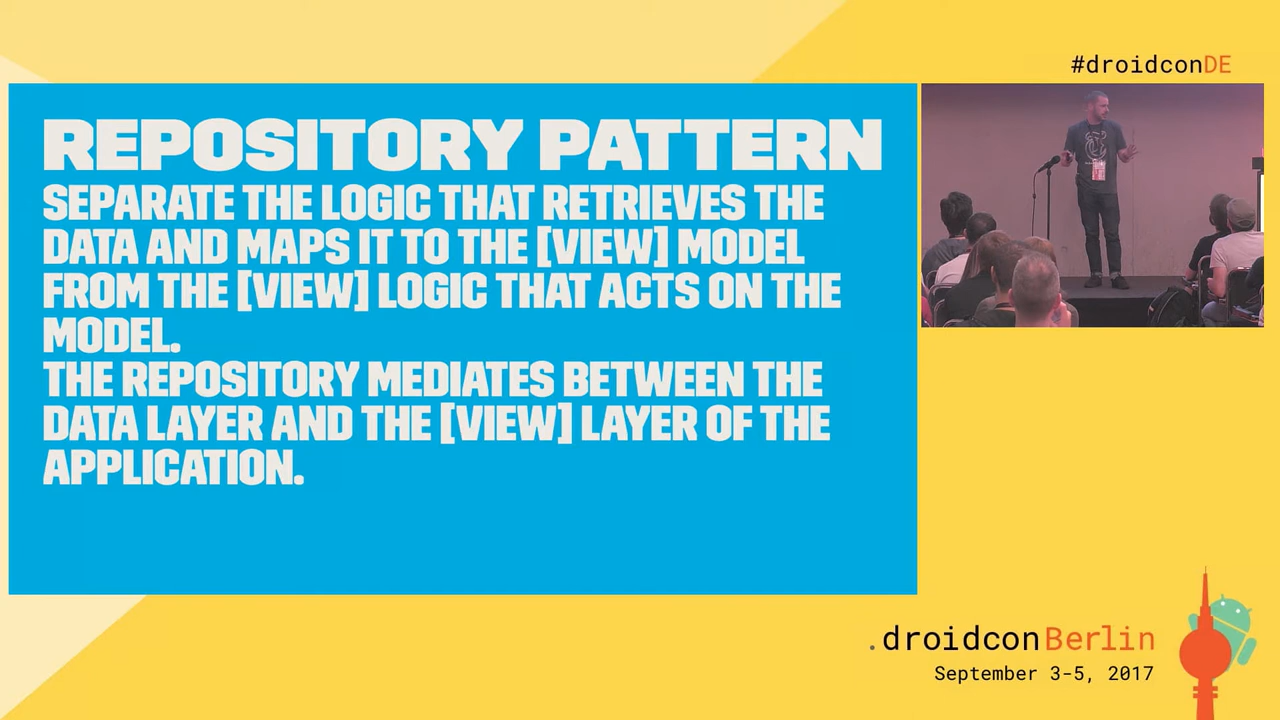 #droidconDE
REPOSITORY PATTERN
SEPARATE THE LOGIC THAT RETRIEVES THE
DATA AND MAPS IT TO THE [VIEW] MODEL
FROM THE [VIEW] LOGIC THAT ACTS ON THE
MODEL.
THE REPOSITORY MEDIATES BETWEEN THE
DATA LAYER AND THE [VIEW] LAYER OF THE
APPLICATION.
.droidconBerlin
September 3-5, 2017